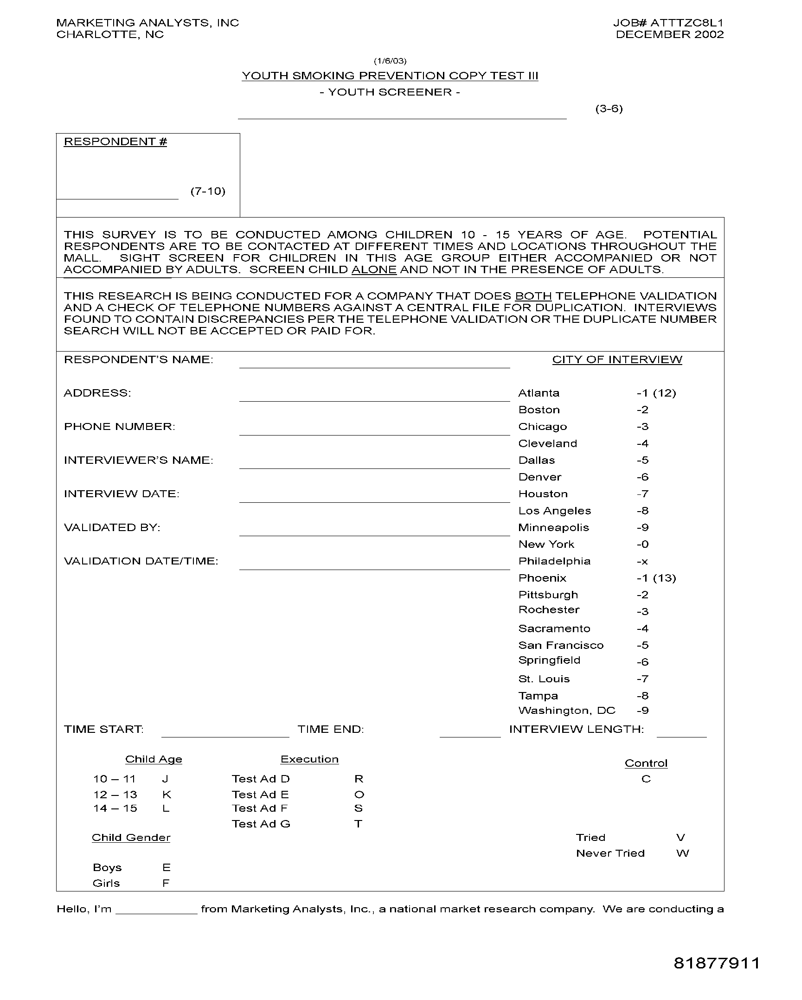 MARKETING ANALYSTS, INC JOB# ATTTZC8L1
CHARLOTTE, NC DECEMBER 2002
(1/6/03)
YOUTH SMOKING PREVENTION COPY TEST III
- YOUTH SCREENER -
(3-6)
RESPONDENT #
(7-10)
THIS SURVEY IS TO BE CONDUCTED AMONG CHILDREN 10 - 15 YEARS OF AGE. POTENTIAL
RESPONDENTS ARE TO BE CONTACTED AT DIFFERENT TIMES AND LOCATIONS THROUGHOUT THE
MALL. SIGHT SCREEN FOR CHILDREN IN THIS AGE GROUP EITHER ACCOMPANIED OR NOT
ACCOMPANIED BY ADULTS. SCREEN CHILD ALONE AND NOT IN THE PRESENCE OF ADULTS.
THIS RESEARCH IS BEING CONDUCTED FOR A COMPANY THAT DOES BOTH TELEPHONE VALIDATION
AND A CHECK OF TELEPHONE NUMBERS AGAINST A CENTRAL FILE FOR DUPLICATION. INTERVIEWS
FOUND TO CONTAIN DISCREPANCIES PER THE TELEPHONE VALIDATION OR THE DUPLICATE NUMBER
SEARCH WILL NOT BE ACCEPTED OR PAID FOR.
RESPONDENT'S NAME: CITY OF INTERVIEW
ADDRESS: Atlanta -1 (12)
Boston -2
PHONE NUMBER: Chicago -3
Cleveland -4
INTERVIEWER'S NAME: Dallas -5
Denver -6
INTERVIEW DATE: Houston -7
Los Angeles -8
VALIDATED BY: Minneapolis -9
New York -0
VALIDATION DATE/TIME: Philadelphia -x
Phoenix -1 (13)
Pittsburgh -2
Rochester -3
Sacramento -4
San Francisco -5
Springfield -6
St. Louis -7
Tampa -8
Washington, DC -9
TIME START: TIME END: INTERVIEW LENGTH:
Child Age Execution Control
10 – 11 J Test Ad D R C
12 – 13 K Test Ad E O
14 – 15 L Test Ad F S
Test Ad G T
Child Gender Tried V
Never Tried W
Boys E
Girls F
Hello, I'm ____________ from Marketing Analysts, Inc., a national market research company. We are conducting a
81877911